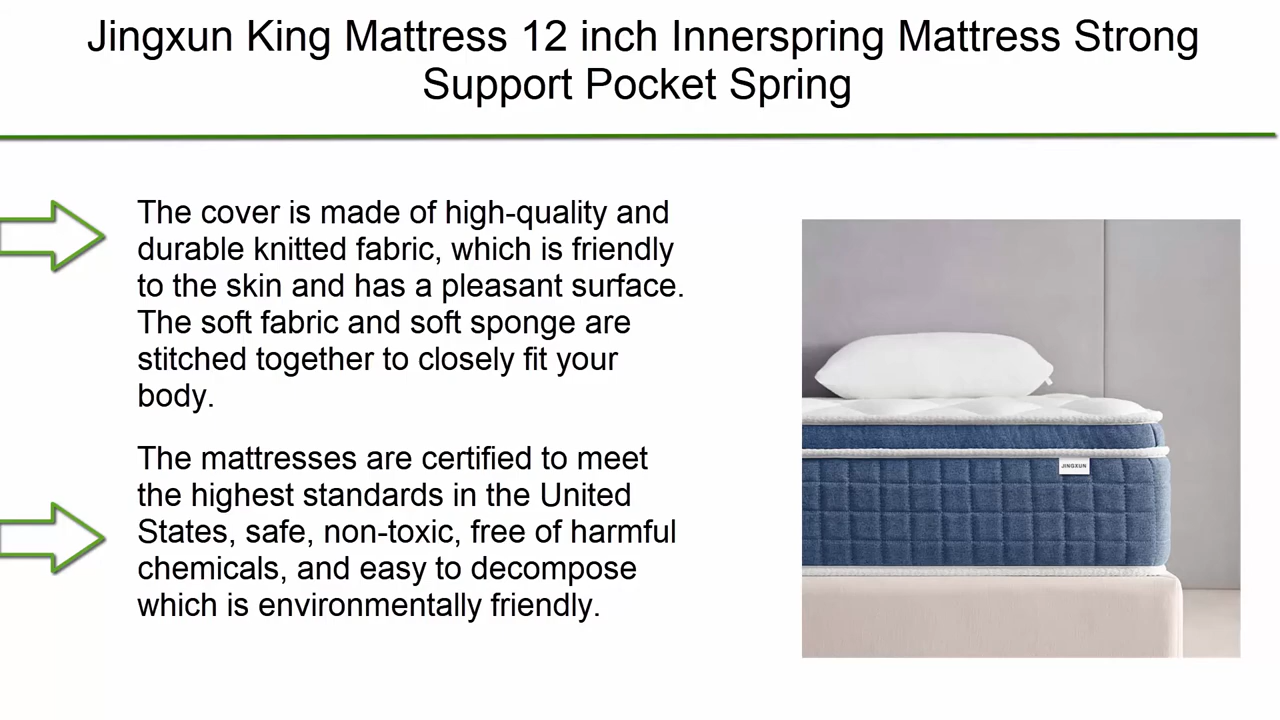 Jingxun King Mattress 12 inch Innerspring Mattress Strong
Support Pocket Spring
The cover is made of high-quality and
durable knitted fabric, which is friendly
to the skin and has a pleasant surface.
The soft fabric and soft sponge are
stitched together to closely fit your
body.
JINGXUN
The mattresses are certified to meet
the highest standards in the United
States, safe, non-toxic, free of harmful
chemicals, and easy to decompose
which is environmentally friendly.